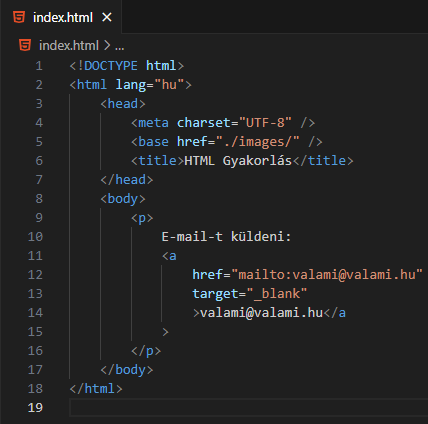 index.html ×
index.html > ...
1 <!DOCTYPE html>
2 <html lang="hu">
3 <head>
4 <meta charset="UTF-8" />
5 <base href="./images/" />
6 <title>HTML Gyakorlás</title>
7 </head>
8 <body>
9 <p>
10 E-mail-t küldeni:
11 <a
12 href="mailto:valami@valami.hu"
13 target="_blank"
14 >valami@valami.hu</a
15 >
16 </p>
17 </body>
18 </html>
19